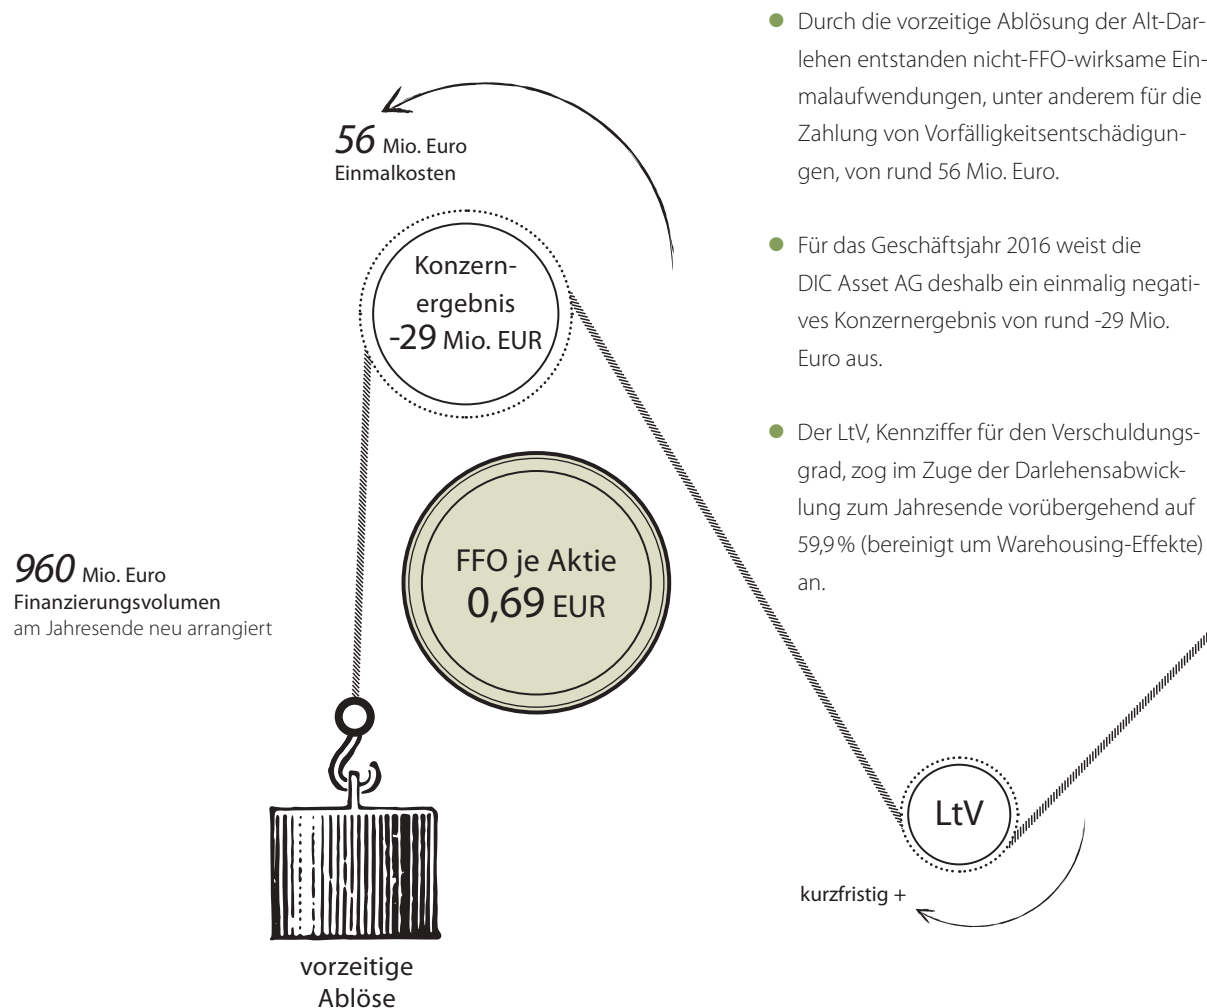 56 Mio. Euro
Einmalkosten
Konzern-
ergebnis
-29 Mio. EUR
FFO je Aktie
0,69 EUR
960 Mio. Euro
Finanzierungsvolumen
am Jahresende neu arrangiert
vorzeitige
Ablöse
LtV
kurzfristig +
Durch die vorzeitige Ablösung der Alt-Dar-
lehen entstanden nicht-FFO-wirksame Ein-
malaufwendungen, unter anderem für die
Zahlung von Vorfälligkeitsentschädigun-
gen, von rund 56 Mio. Euro.
Für das Geschäftsjahr 2016 weist die
DIC Asset AG deshalb ein einmalig negati-
ves Konzernergebnis von rund -29 Mio.
Euro aus.
Der LtV, Kennziffer für den Verschuldungs-
grad, zog im Zuge der Darlehensabwick-
lung zum Jahresende vorübergehend auf
59,9 % (bereinigt um Warehousing-Effekte)
an.